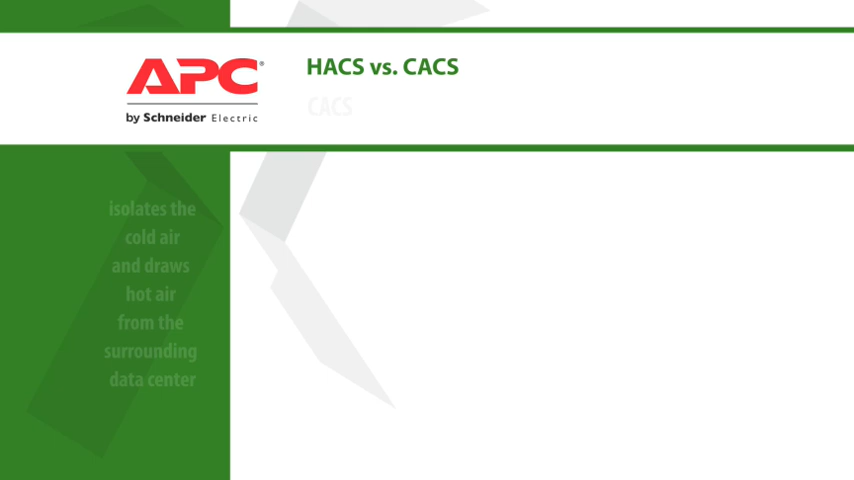 APC®
by Schneider Electric
HACS vs. CACS
CACS
isolates the
cold air
and draws
hot air
from the
surrounding
data center